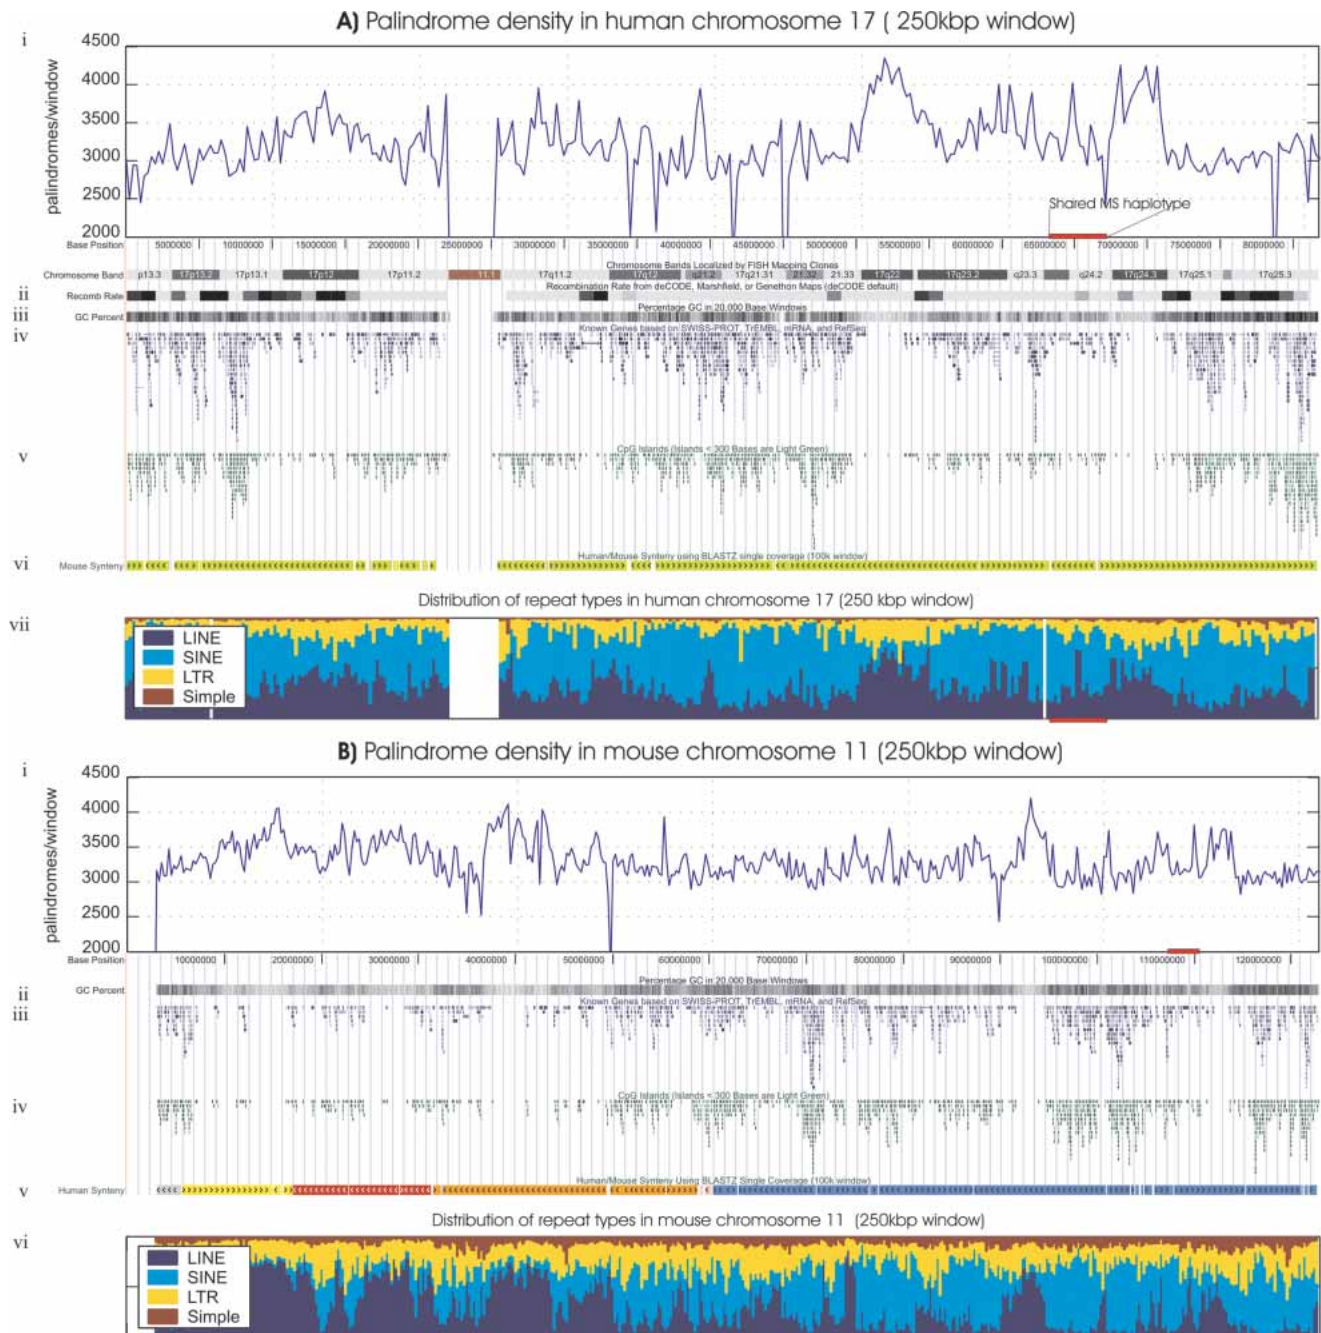 A) Palindrome density in human chromosome 17 ( 250kbp window)
i
4500
4000
3500
3000
2500
2000
palindromes/window
Shared MS haplotype
Base Position 5000000 10000000 15000000 20000000 25000000 30000000 35000000 40000000 45000000 50000000 55000000 60000000 65000000 70000000 75000000 80000000
Chromosome Bands Localized by FISH Mapping Clones
Chromosome Band p13.3 17p13.2 17p13.1 17p12 17p11.2 11.1 17q11.2 17q12 q21.2 17q21.31 21.32 21.33 17q22 17q23.2 q23.3 q24.2 17q24.3 17q25.1 17q25.3
Recombination Rate from deCODE, Marshfield, or Genethon Maps (deCODE default)
ii Recomb Rate
Percentage GC in 20,000 Base Windows
iii GC Percent
Known Genes based on SWISS-PROT, TrEMBL, mRNA, and RefSeq
iv
CpG Islands (Islands < 300 Bases are Light Green)
v
Human/Mouse Synteny using BLASTZ single coverage (100k window)
vi Mouse Synteny
Distribution of repeat types in human chromosome 17 (250 kbp window)
vii
LINE
SINE
LTR
Simple
B) Palindrome density in mouse chromosome 11 (250kbp window)
i
4500
4000
3500
3000
2500
2000
palindromes/window
Base Position 10000000 20000000 30000000 40000000 50000000 60000000 70000000 80000000 90000000 100000000 110000000 120000000
Percentage GC in 20,000 Base Windows
ii GC Percent
Known Genes based on SWISS-PROT, TrEMBL, mRNA, and RefSeq
iii
CpG Islands (Islands < 300 Bases are Light Green)
iv
Human/Mouse Synteny Using BLASTZ Single Coverage (100k window)
v Human Synteny
Distribution of repeat types in mouse chromosome 11 (250kbp window)
vi
LINE
SINE
LTR
Simple